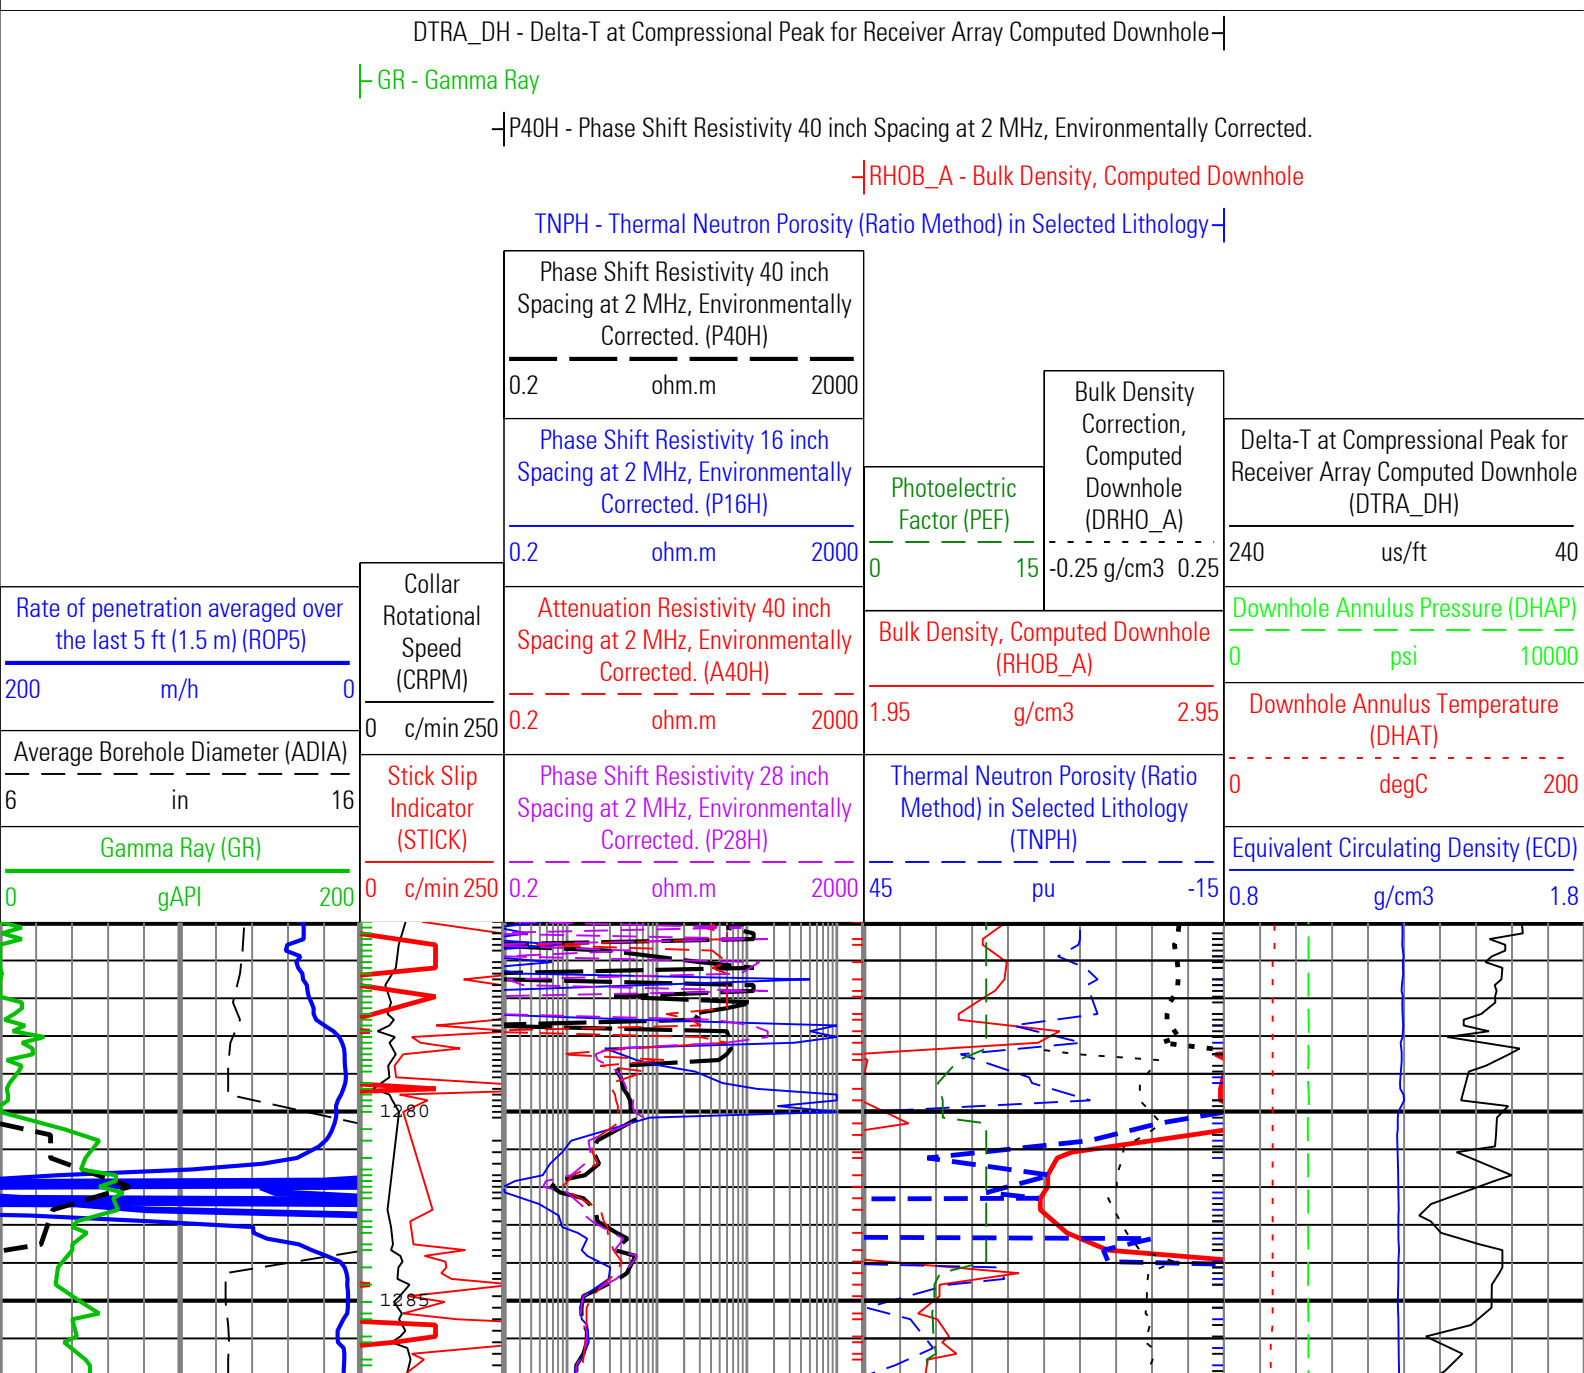 DTRA_DH - Delta-T at Compressional Peak for Receiver Array Computed Downhole
GR - Gamma Ray
P40H - Phase Shift Resistivity 40 inch Spacing at 2 MHz, Environmentally Corrected.
RHOB_A - Bulk Density, Computed Downhole
TNPH - Thermal Neutron Porosity (Ratio Method) in Selected Lithology
Rate of penetration averaged over
the last 5 ft (1.5 m) (ROP5)
200 m/h 0
Average Borehole Diameter (ADIA)
6 in 16
Gamma Ray (GR)
0 gAPI 200
Collar
Rotational
Speed
(CRPM)
0 c/min 250
Stick Slip
Indicator
(STICK)
0 c/min 250
Phase Shift Resistivity 40 inch
Spacing at 2 MHz, Environmentally
Corrected. (P40H)
0.2 ohm.m 2000
Phase Shift Resistivity 16 inch
Spacing at 2 MHz, Environmentally
Corrected. (P16H)
0.2 ohm.m 2000
Attenuation Resistivity 40 inch
Spacing at 2 MHz, Environmentally
Corrected. (A40H)
0.2 ohm.m 2000
Phase Shift Resistivity 28 inch
Spacing at 2 MHz, Environmentally
Corrected. (P28H)
0.2 ohm.m 2000
Photoelectric
Factor (PEF)
0 15
Bulk Density
Correction,
Computed
Downhole
(DRHO_A)
-0.25 g/cm3 0.25
Bulk Density, Computed Downhole
(RHOB_A)
1.95 g/cm3 2.95
Thermal Neutron Porosity (Ratio
Method) in Selected Lithology
(TNPH)
45 pu -15
Delta-T at Compressional Peak for
Receiver Array Computed Downhole
(DTRA_DH)
240 us/ft 40
Downhole Annulus Pressure (DHAP)
0 psi 10000
Downhole Annulus Temperature
(DHAT)
0 degC 200
Equivalent Circulating Density (ECD)
0.8 g/cm3 1.8
1280
1285